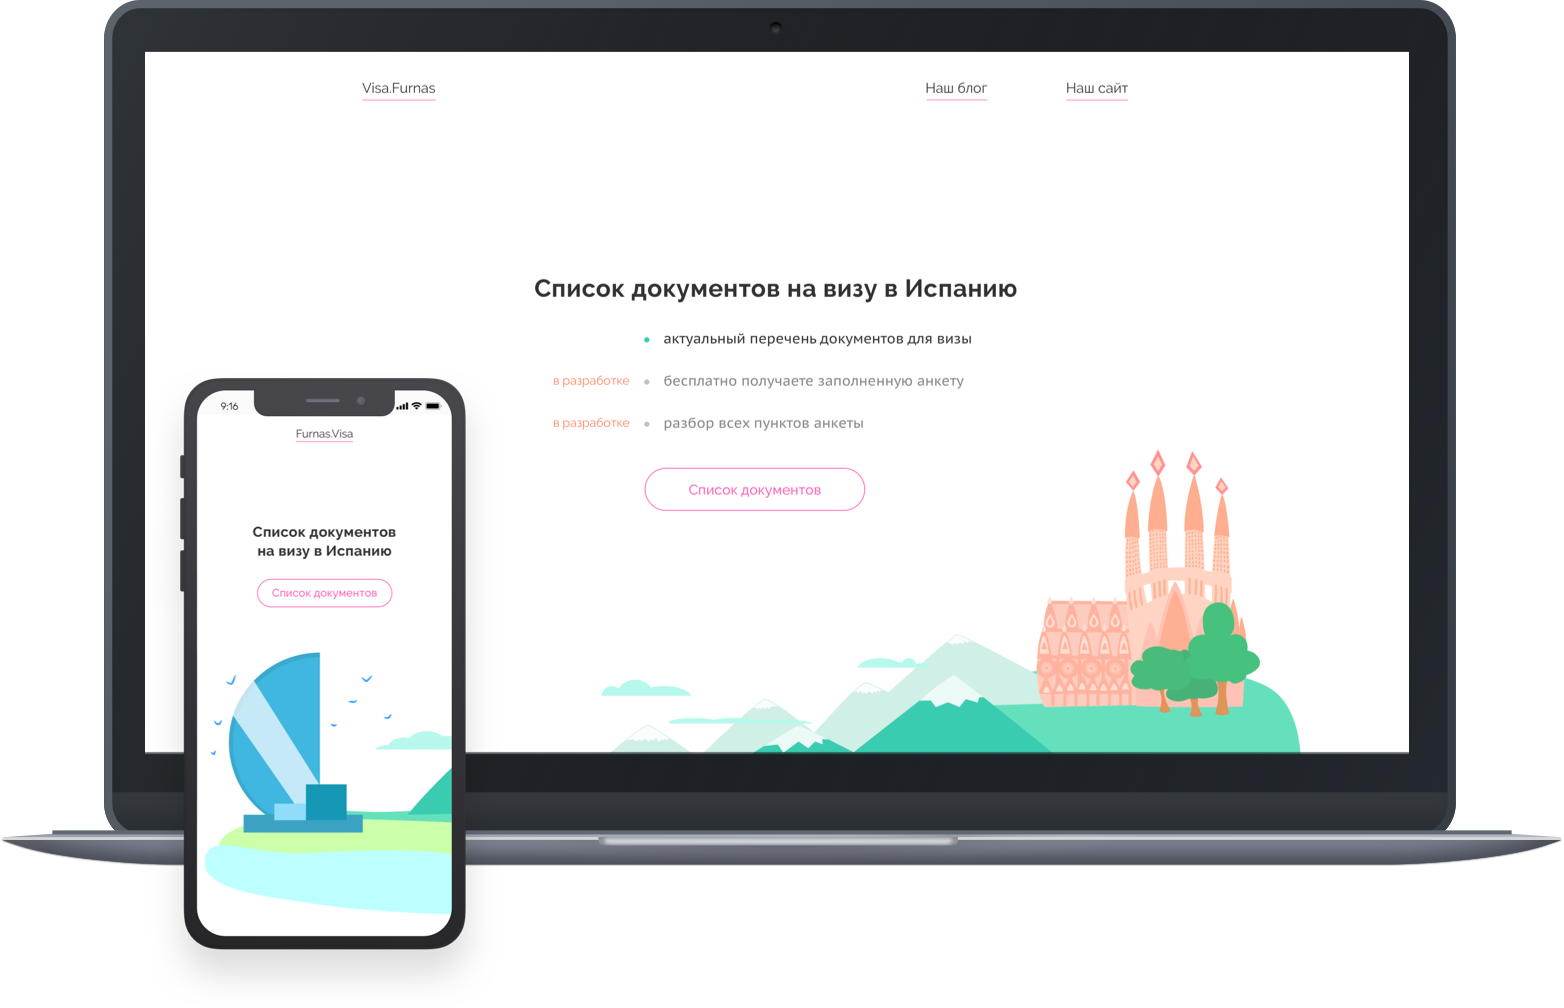 Visa.Furnas
Наш блог
Наш сайт
Список документов на визу в Испанию
актуальный перечень документов для визы
в разработке
бесплатно получаете заполненную анкету
в разработке
разбор всех пунктов анкеты
Список документов
9:16
Furnas.Visa
Список документов
на визу в Испанию
Список документов